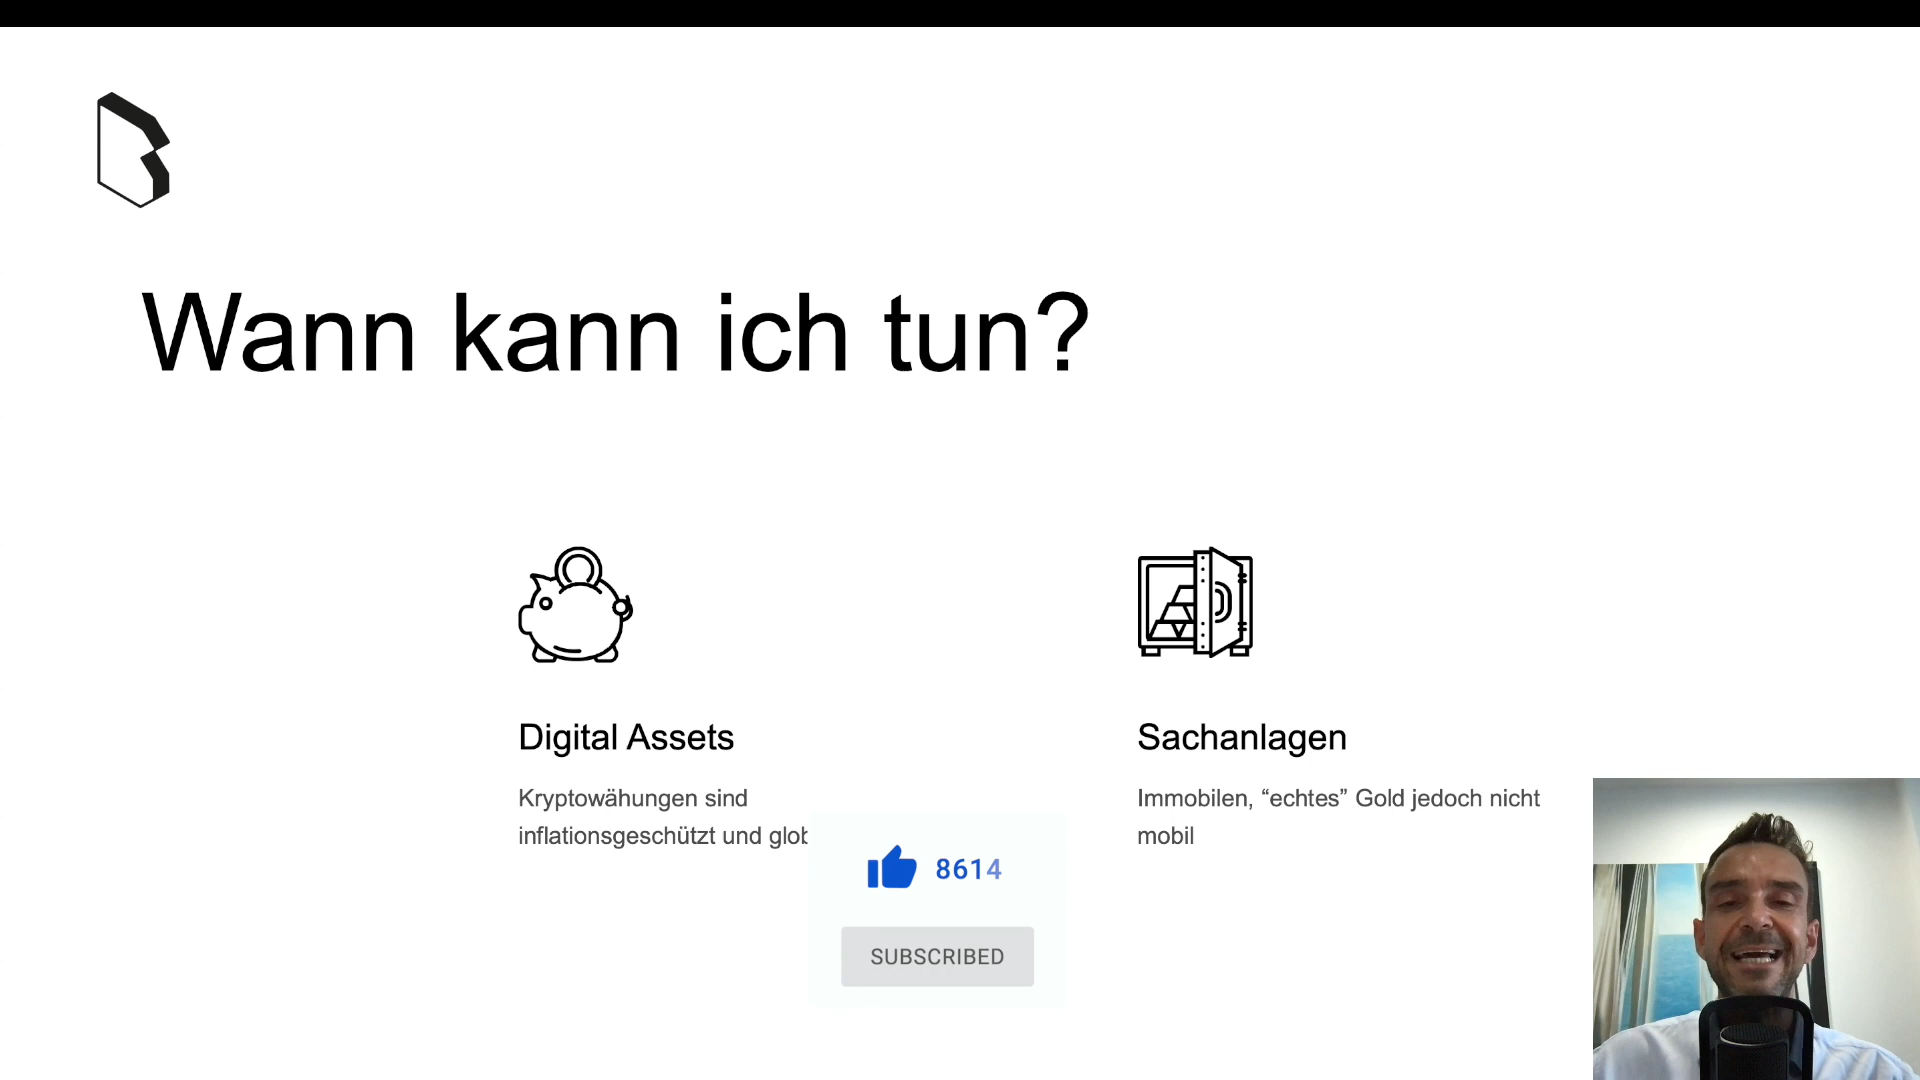 Wann kann ich tun?
Digital Assets
Kryptowähungen sind
inflationsgeschützt und
Sachanlagen
Immobilen, “echtes” Gold jedoch nicht
mobil
8614
SUBSCRIBED